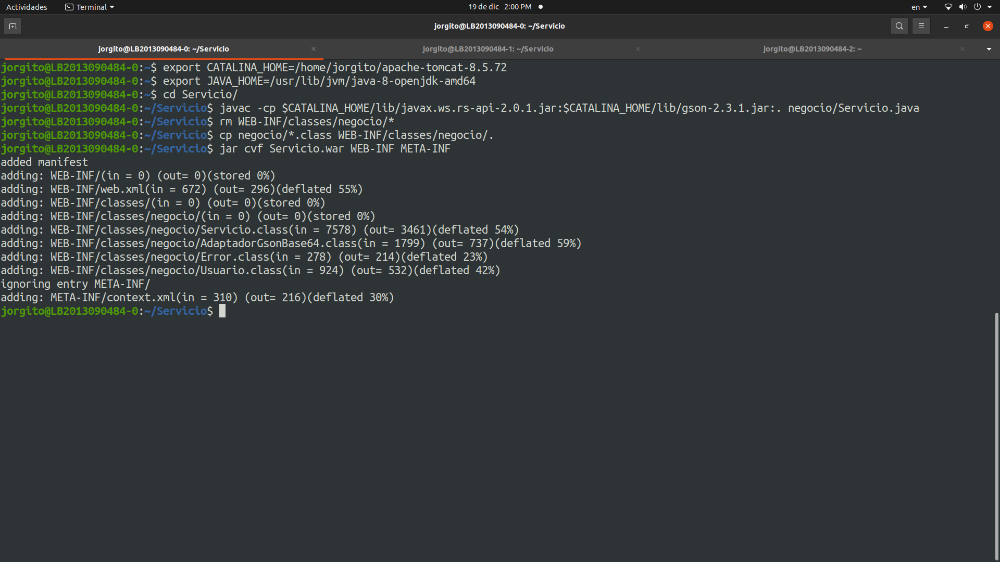 Actividades Terminal 19 de dic 2:00 PM en
jorgito@LB2013090484-0: ~/Servicio
jorgito@LB2013090484-0: ~/Servicio jorgito@LB2013090484-1: ~/Servicio jorgito@LB2013090484-2: ~
jorgito@LB2013090484-0:~$ export CATALINA_HOME=/home/jorgito/apache-tomcat-8.5.72
jorgito@LB2013090484-0:~$ export JAVA_HOME=/usr/lib/jvm/java-8-openjdk-amd64
jorgito@LB2013090484-0:~$ cd Servicio/
jorgito@LB2013090484-0:~/Servicio$ javac -cp $CATALINA_HOME/lib/javax.ws.rs-api-2.0.1.jar:$CATALINA_HOME/lib/gson-2.3.1.jar:. negocio/Servicio.java
jorgito@LB2013090484-0:~/Servicio$ rm WEB-INF/classes/negocio/*
jorgito@LB2013090484-0:~/Servicio$ cp negocio/*.class WEB-INF/classes/negocio/.
jorgito@LB2013090484-0:~/Servicio$ jar cvf Servicio.war WEB-INF META-INF
added manifest
adding: WEB-INF/(in = 0) (out= 0)(stored 0%)
adding: WEB-INF/web.xml(in = 672) (out= 296)(deflated 55%)
adding: WEB-INF/classes/(in = 0) (out= 0)(stored 0%)
adding: WEB-INF/classes/negocio/(in = 0) (out= 0)(stored 0%)
adding: WEB-INF/classes/negocio/Servicio.class(in = 7578) (out= 3461)(deflated 54%)
adding: WEB-INF/classes/negocio/AdaptadorGsonBase64.class(in = 1799) (out= 737)(deflated 59%)
adding: WEB-INF/classes/negocio/Error.class(in = 278) (out= 214)(deflated 23%)
adding: WEB-INF/classes/negocio/Usuario.class(in = 924) (out= 532)(deflated 42%)
ignoring entry META-INF/
adding: META-INF/context.xml(in = 310) (out= 216)(deflated 30%)
jorgito@LB2013090484-0:~/Servicio$